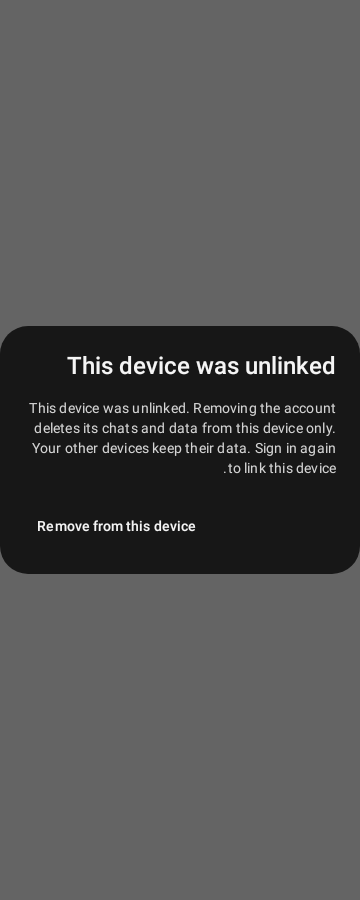 This device was unlinked
This device was unlinked. Removing the account
deletes its chats and data from this device only.
Your other devices keep their data. Sign in again
.to link this device
Remove from this device